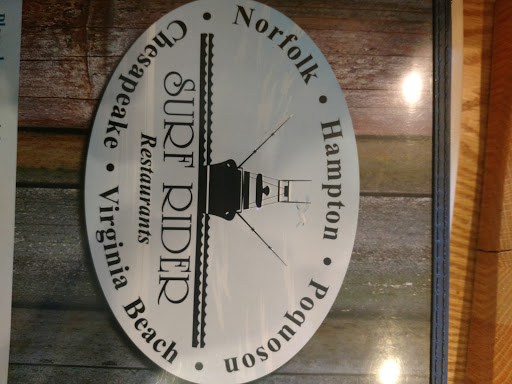 • Norfolk • Hampton • Poquoson •
SURF RIDER
Restaurants
Chesapeake • Virginia Beach